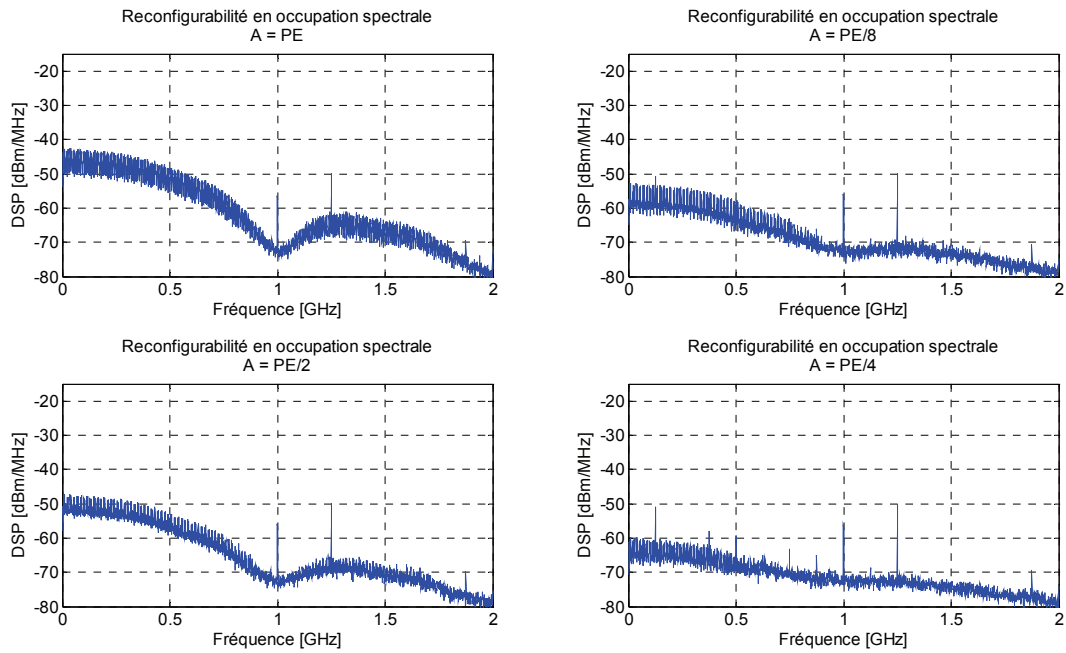 Reconfigurabilité en occupation spectrale
A = PE
-20
-30
-40
-50
-60
-70
-80
DSP [dBm/MHz]
0 0.5 1 1.5 2
Fréquence [GHz]
Reconfigurabilité en occupation spectrale
A = PE/8
-20
-30
-40
-50
-60
-70
-80
DSP [dBm/MHz]
0 0.5 1 1.5 2
Fréquence [GHz]
Reconfigurabilité en occupation spectrale
A = PE/2
-20
-30
-40
-50
-60
-70
-80
DSP [dBm/MHz]
0 0.5 1 1.5 2
Fréquence [GHz]
Reconfigurabilité en occupation spectrale
A = PE/4
-20
-30
-40
-50
-60
-70
-80
DSP [dBm/MHz]
0 0.5 1 1.5 2
Fréquence [GHz]